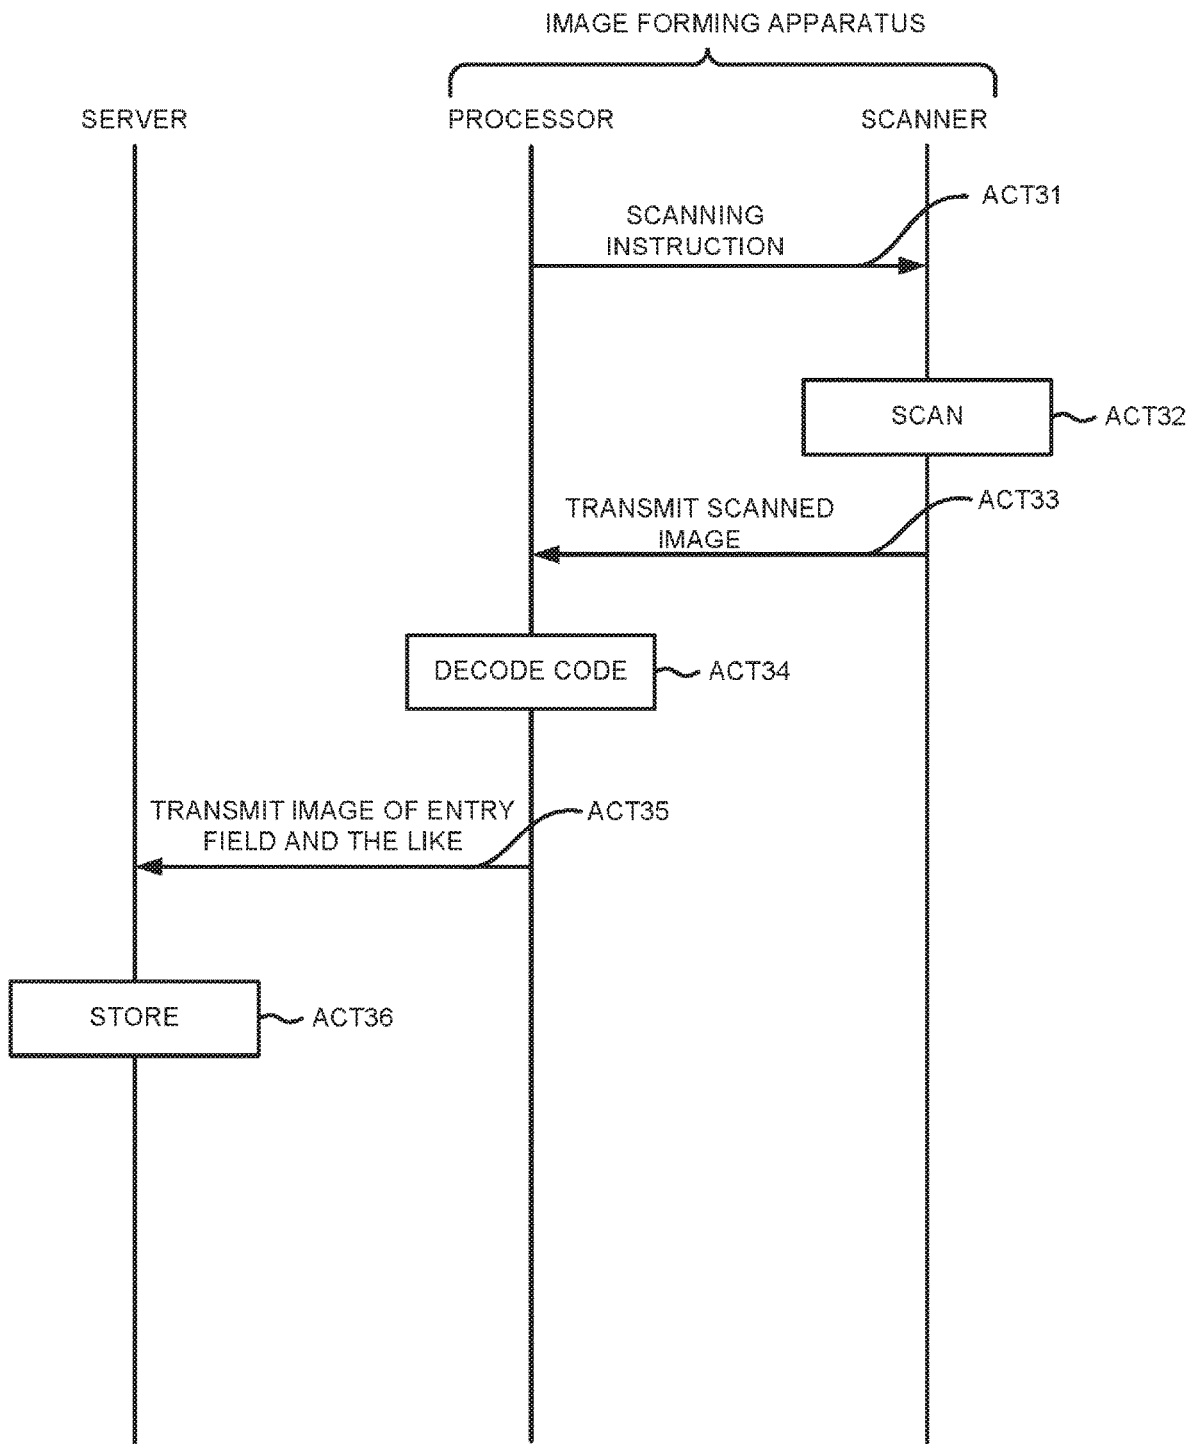 IMAGE FORMING APPARATUS
SERVER
PROCESSOR
SCANNER
ACT31
SCANNING
INSTRUCTION
SCAN
ACT32
ACT33
TRANSMIT SCANNED
IMAGE
DECODE CODE
ACT34
TRANSMIT IMAGE OF ENTRY
FIELD AND THE LIKE
ACT35
STORE
ACT36